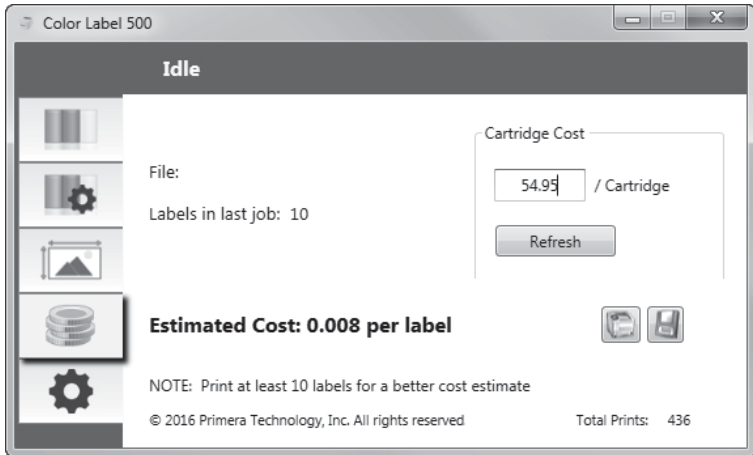 Color Label 500
Idle
Cartridge Cost
File:
54.95 / Cartridge
Labels in last job: 10
Refresh
Estimated Cost: 0.008 per label
NOTE: Print at least 10 labels for a better cost estimate
© 2016 Primera Technology, Inc. All rights reserved
Total Prints: 436